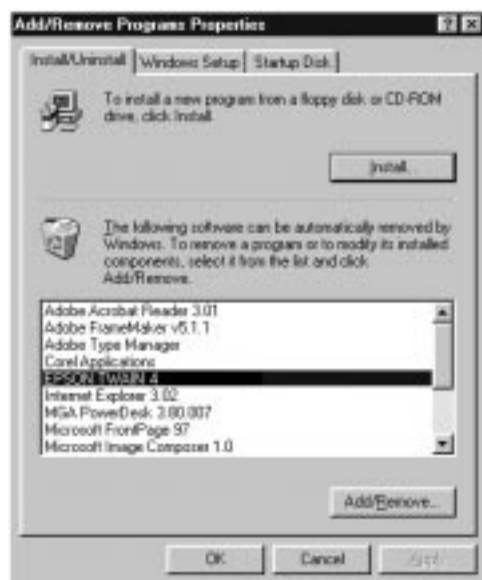 Add/Remove Programs Properties
Install/Uninstall Windows Setup Startup Disk
To install a new program from a floppy disk or CD-ROM
drive, click Install.
Install...
The following software can be automatically removed by
Windows. To remove a program or to modify its installed
components, select it from the list and click
Add/Remove.
Adobe Acrobat Reader 3.01
Adobe FrameMaker v5.1.1
Adobe Type Manager
Corel Applications
EPSON TWAIN 4
Internet Explorer 3.02
MGA PowerDesk 3.80.007
Microsoft FrontPage 97
Microsoft Image Composer 1.0
Add/Remove...
OK Cancel Apply